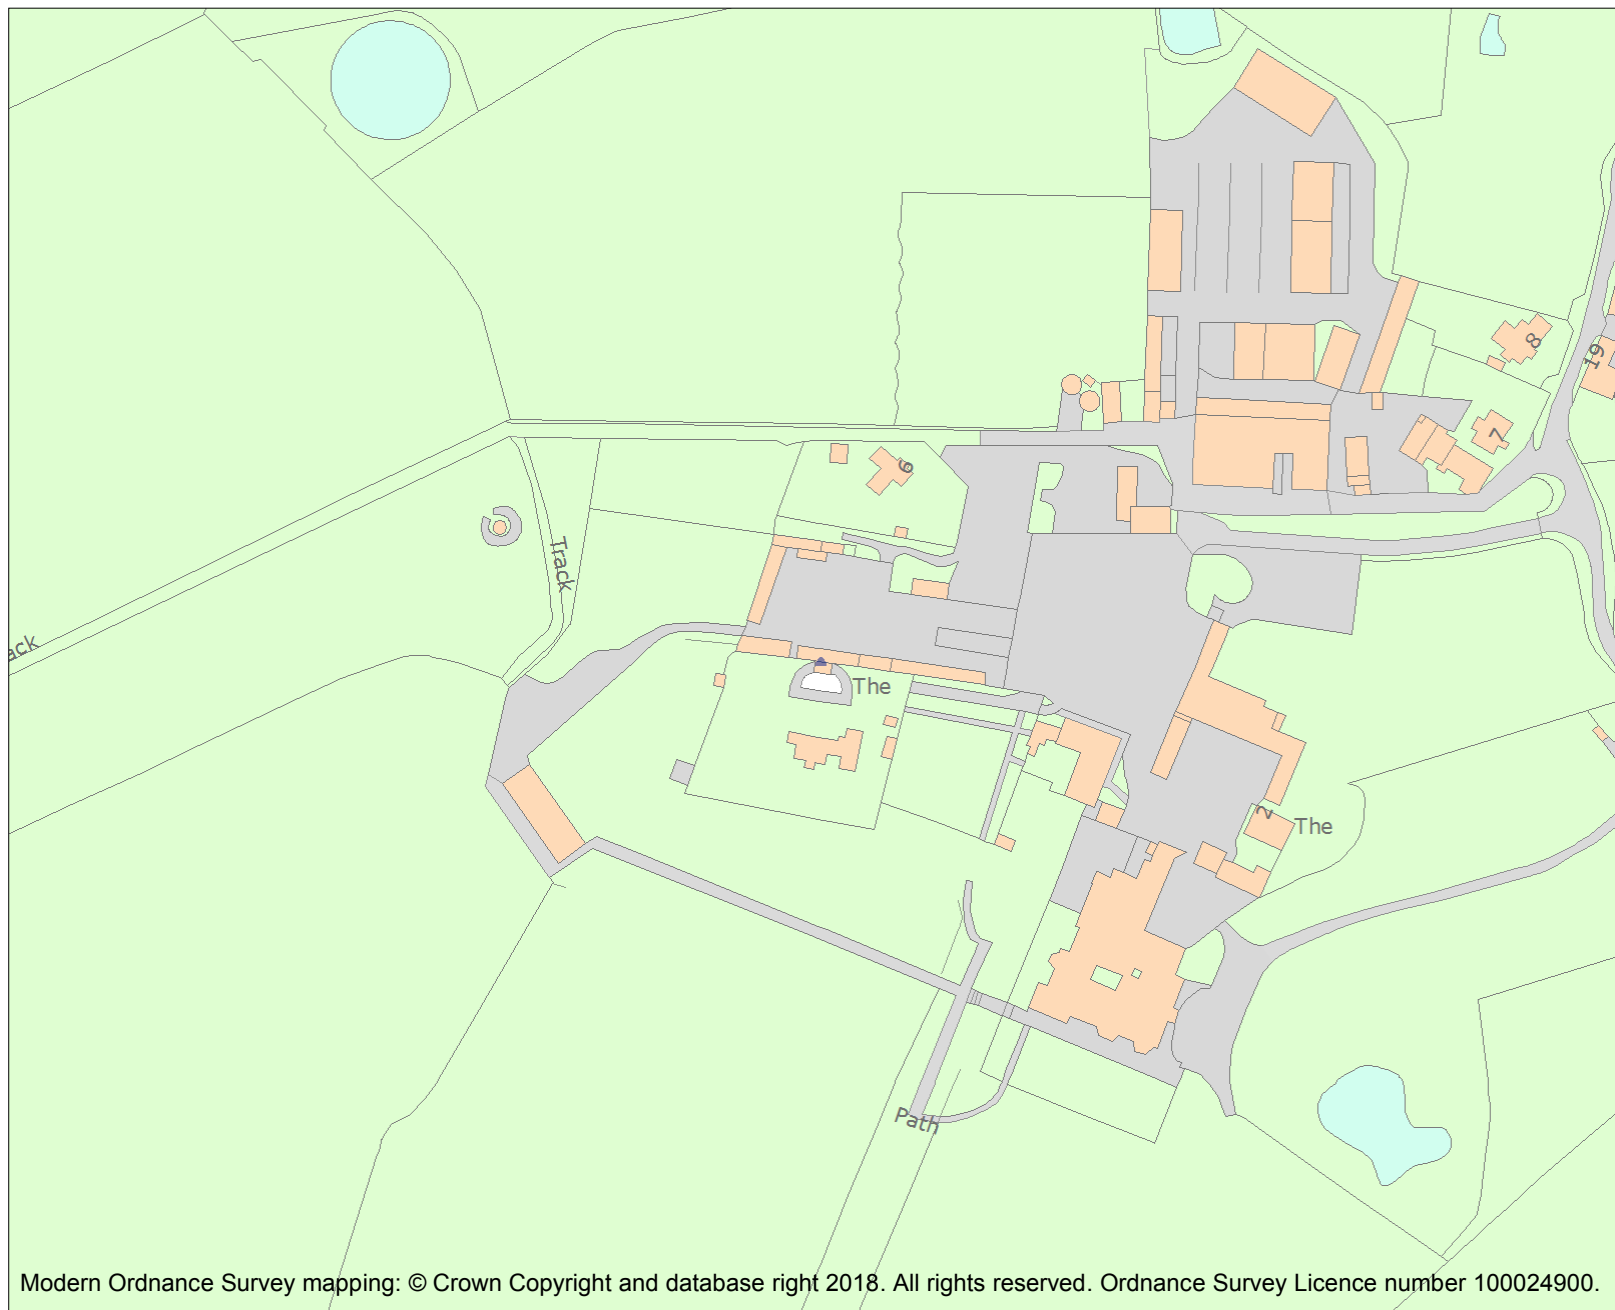 8
19
7
6
Track
ack
The
2
The
Path
Modern Ordnance Survey mapping: © Crown Copyright and database right 2018. All rights reserved. Ordnance Survey Licence number 100024900.